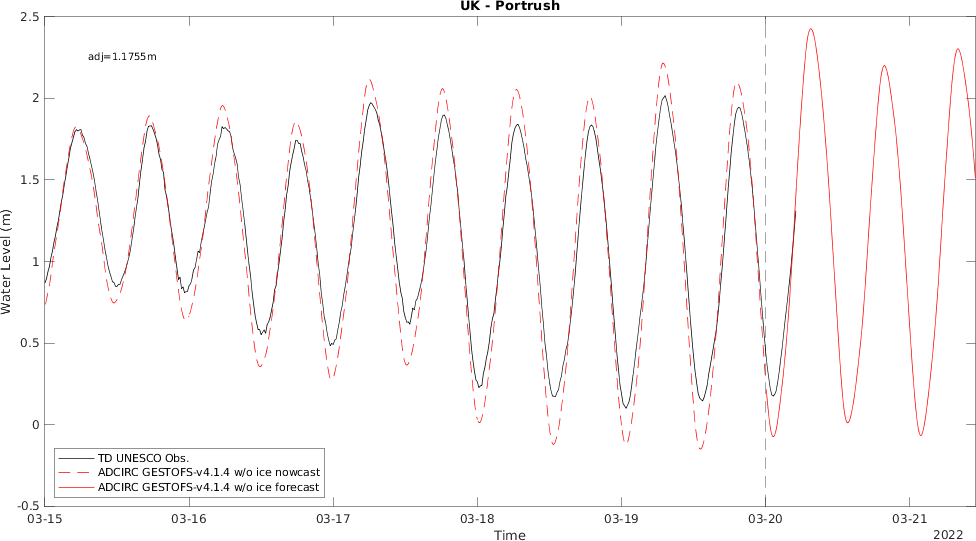 UK - Portrush
adj=1.1755m
Water Level (m)
2.5
2
1.5
1
0.5
0
-0.5
TD UNESCO Obs.
ADCIRC GESTOFS-v4.1.4 w/o ice nowcast
ADCIRC GESTOFS-v4.1.4 w/o ice forecast
03-15 03-16 03-17 03-18 03-19 03-20 03-21
Time
2022